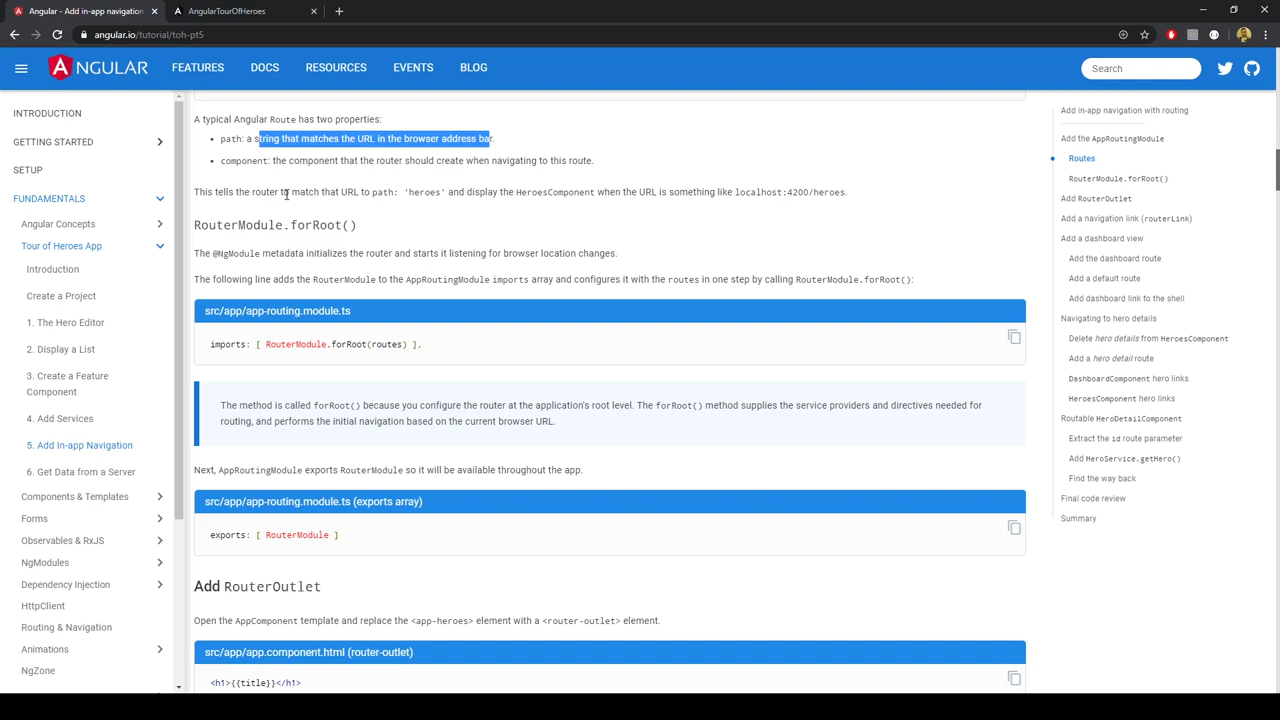 Angular - Add in-app navigation
AngularTourOfHeroes
angular.io/tutorial/toh-pt5
NGULAR
FEATURES
DOCS
RESOURCES
EVENTS
BLOG
Search
INTRODUCTION
GETTING STARTED
SETUP
FUNDAMENTALS
Angular Concepts
Tour of Heroes App
Introduction
Create a Project
1. The Hero Editor
2. Display a List
3. Create a Feature
Component
4. Add Services
5. Add In-app Navigation
6. Get Data from a Server
Components & Templates
Forms
Observables & RxJS
NgModules
Dependency Injection
HttpClient
Routing & Navigation
Animations
NgZone
A typical Angular Route has two properties:
• path: a string that matches the URL in the browser address bar.
• component: the component that the router should create when navigating to this route.
This tells the router to match that URL to path: 'heroes' and display the HeroesComponent when the URL is something like localhost:4200/heroes.
RouterModule.forRoot()
The @NgModule metadata initializes the router and starts it listening for browser location changes.
The following line adds the RouterModule to the AppRoutingModule imports array and configures it with the routes in one step by calling RouterModule.forRoot():
src/app/app-routing.module.ts
imports: [ RouterModule.forRoot(routes) ],
The method is called forRoot() because you configure the router at the application's root level. The forRoot() method supplies the service providers and directives needed for
routing, and performs the initial navigation based on the current browser URL.
Next, AppRoutingModule exports RouterModule so it will be available throughout the app.
src/app/app-routing.module.ts (exports array)
exports: [ RouterModule ]
Add RouterOutlet
Open the AppComponent template and replace the <app-heroes> element with a <router-outlet> element.
src/app/app.component.html (router-outlet)
<h1>{{title}}</h1>
Add in-app navigation with routing
Add the AppRoutingModule
Routes
RouterModule.forRoot()
Add RouterOutlet
Add a navigation link (routerLink)
Add a dashboard view
Add the dashboard route
Add a default route
Add dashboard link to the shell
Navigating to hero details
Delete hero details from HeroesComponent
Add a hero detail route
DashboardComponent hero links
HeroesComponent hero links
Routable HeroDetailComponent
Extract the id route parameter
Add HeroService.getHero()
Find the way back
Final code review
Summary